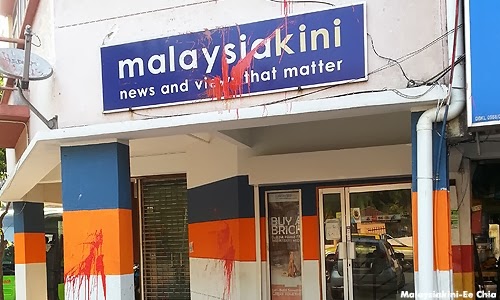 malaysiakini
news and views that matter
BUY A
BRICK
Malaysiakini-Ee Chia